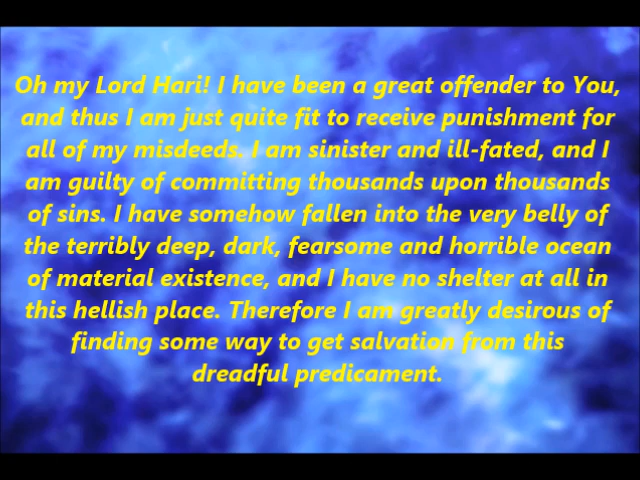 Oh my Lord Hari! I have been a great offender to You,
and thus I am just quite fit to receive punishment for
all of my misdeeds. I am sinister and ill-fated, and I
am guilty of committing thousands upon thousands
of sins. I have somehow fallen into the very belly of
the terribly deep, dark, fearsome and horrible ocean
of material existence, and I have no shelter at all in
this hellish place. Therefore I am greatly desirous of
finding some way to get salvation from this
dreadful predicament.